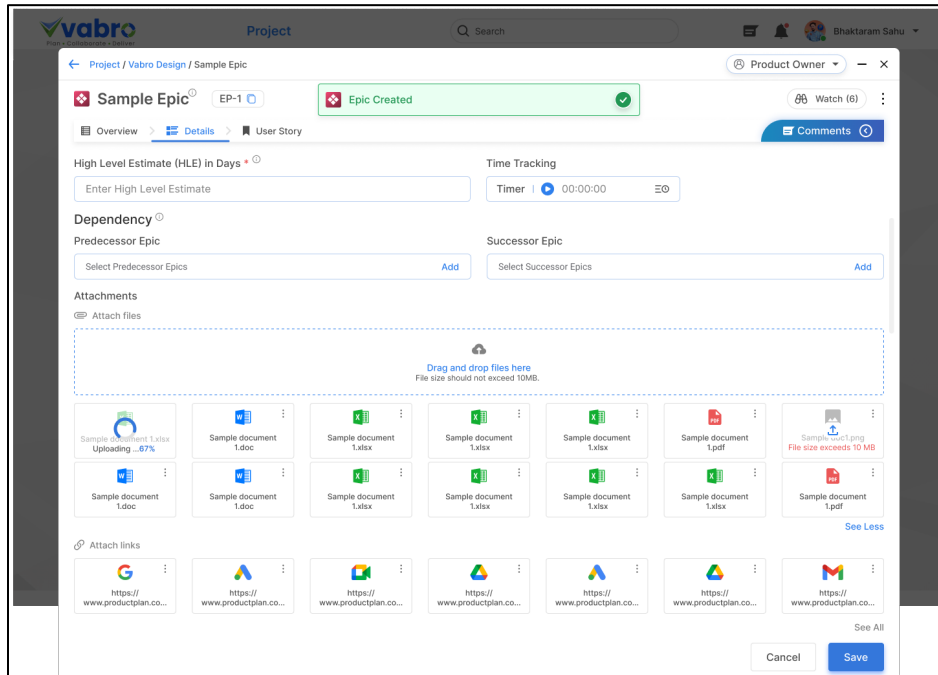 vabro
Plan • Collaborate • Deliver
Project
Search
Bhaktaram Sahu
Project / Vabro Design / Sample Epic
Product Owner
Sample Epic
EP-1
Epic Created
Watch (6)
Overview
Details
User Story
Comments
High Level Estimate (HLE) in Days *
Time Tracking
Enter High Level Estimate
Timer
00:00:00
Dependency
Predecessor Epic
Successor Epic
Select Predecessor Epics
Add
Select Successor Epics
Add
Attachments
Attach files
Drag and drop files here
File size should not exceed 10MB.
Sample document 1.xlsx
Uploading ...67%
Sample document
1.doc
Sample document
1.xlsx
Sample document
1.xlsx
Sample document
1.xlsx
Sample document
1.pdf
Sample doc1.png
File size exceeds 10 MB
Sample document
1.doc
Sample document
1.doc
Sample document
1.xlsx
Sample document
1.xlsx
Sample document
1.xlsx
Sample document
1.xlsx
Sample document
1.pdf
See Less
Attach links
https://
www.productplan.co...
https://
www.productplan.co...
https://
www.productplan.co...
https://
www.productplan.co...
https://
www.productplan.co...
https://
www.productplan.co...
https://
www.productplan.co...
See All
Cancel
Save